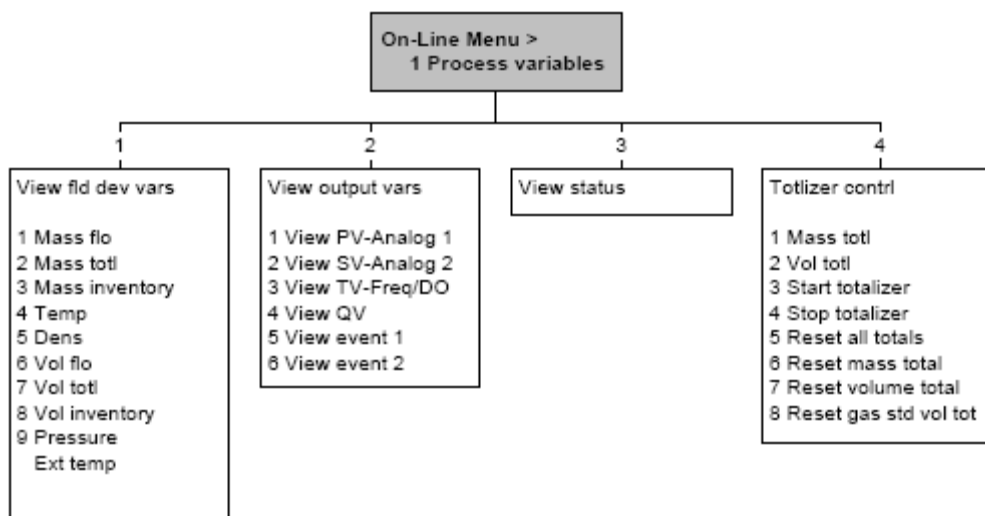 On-Line Menu >
1 Process variables
1
2
3
4
View fld dev vars
1 Mass flo
2 Mass totl
3 Mass inventory
4 Temp
5 Dens
6 Vol flo
7 Vol totl
8 Vol inventory
9 Pressure
Ext temp
View output vars
1 View PV-Analog 1
2 View SV-Analog 2
3 View TV-Freq/DO
4 View QV
5 View event 1
6 View event 2
View status
Totlizer contrl
1 Mass totl
2 Vol totl
3 Start totalizer
4 Stop totalizer
5 Reset all totals
6 Reset mass total
7 Reset volume total
8 Reset gas std vol tot